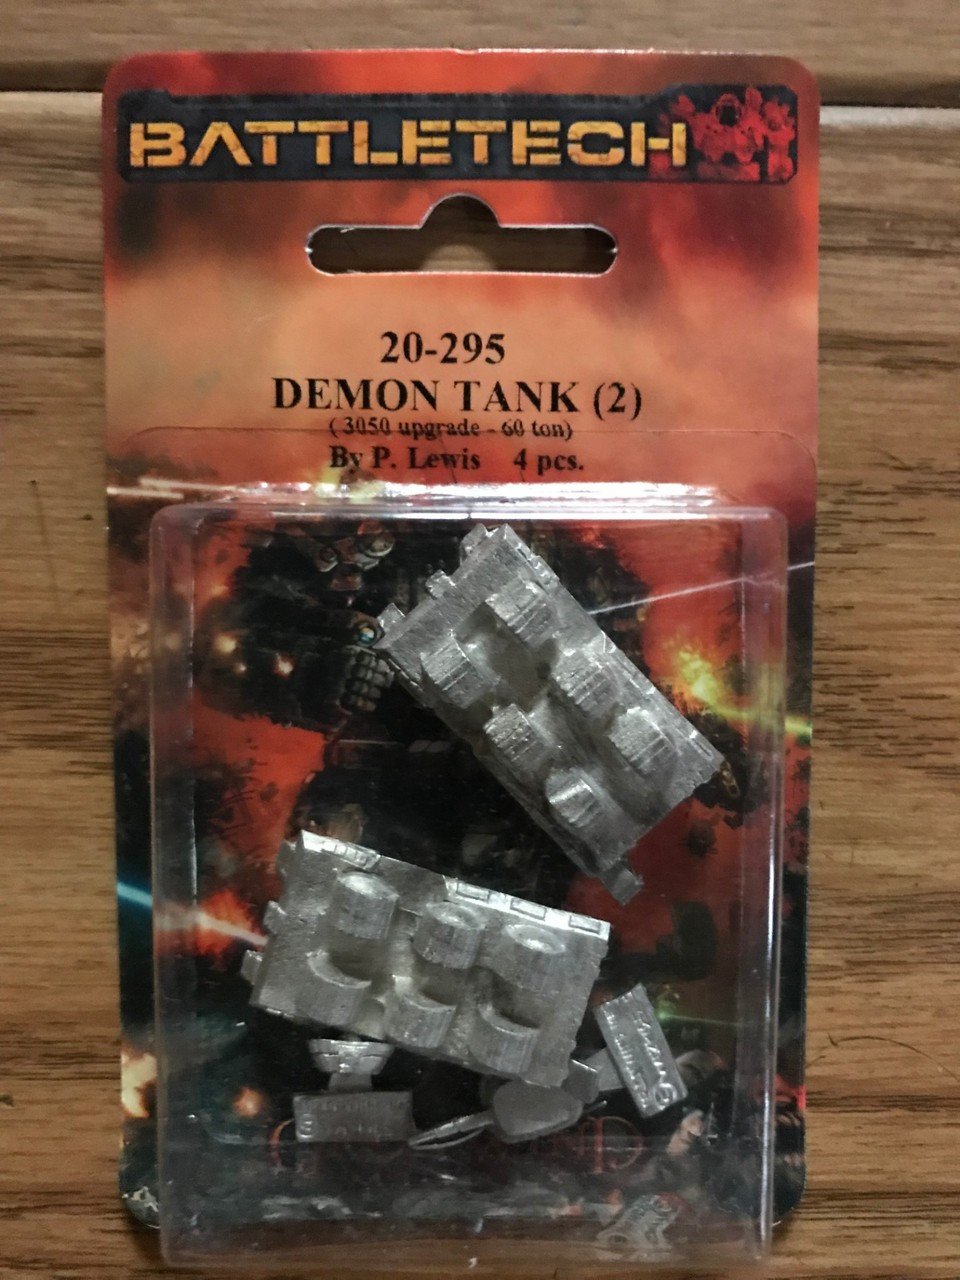 BATTLETECH
20-295
DEMON TANK (2)
( 3050 upgrade - 60 ton)
By P. Lewis 4 pcs.